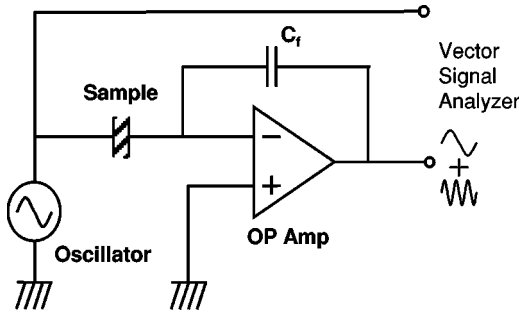 C_f
Sample
Vector
Signal
Analyzer
−
+
+
Oscillator
OP Amp